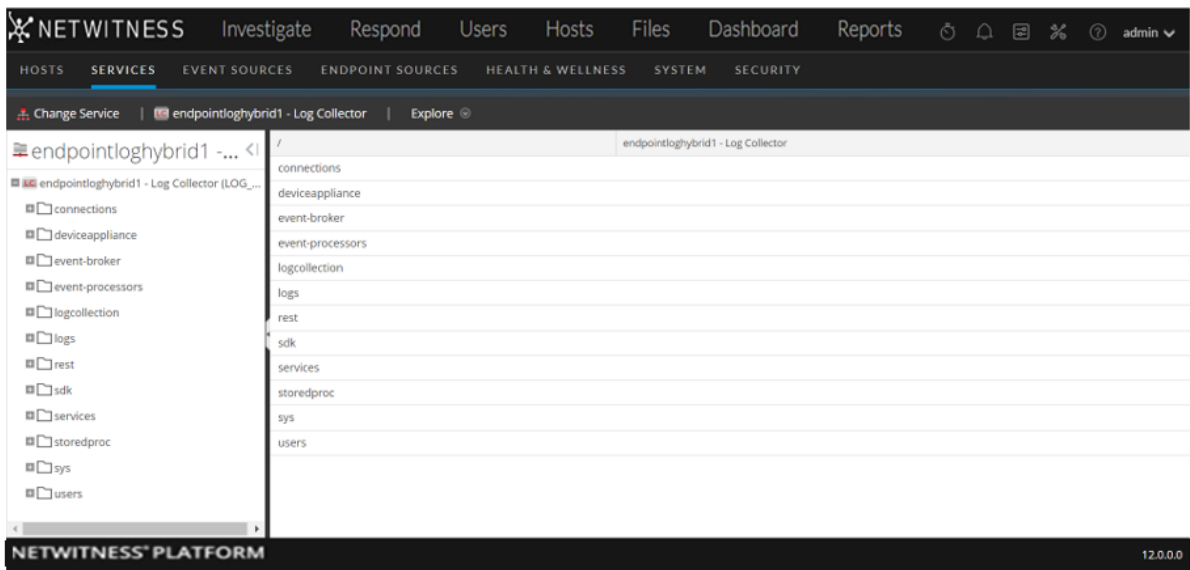 NETWITNESS Investigate Respond Users Hosts Files Dashboard Reports admin
HOSTS SERVICES EVENT SOURCES ENDPOINT SOURCES HEALTH & WELLNESS SYSTEM SECURITY
Change Service | LC endpointloghybrid1 - Log Collector | Explore
endpointloghybrid1 -...
/ endpointloghybrid1 - Log Collector
LC endpointloghybrid1 - Log Collector (LOG_...
connections
deviceappliance
event-broker
event-processors
logcollection
logs
rest
sdk
services
storedproc
sys
users
connections
deviceappliance
event-broker
event-processors
logcollection
logs
rest
sdk
services
storedproc
sys
users
NETWITNESS® PLATFORM 12.0.0.0